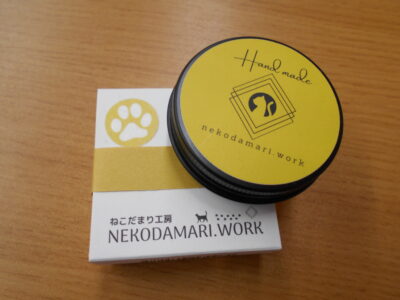 Hand made
nekodamari.work
ねこだまり工房
NEKODAMARI.WORK